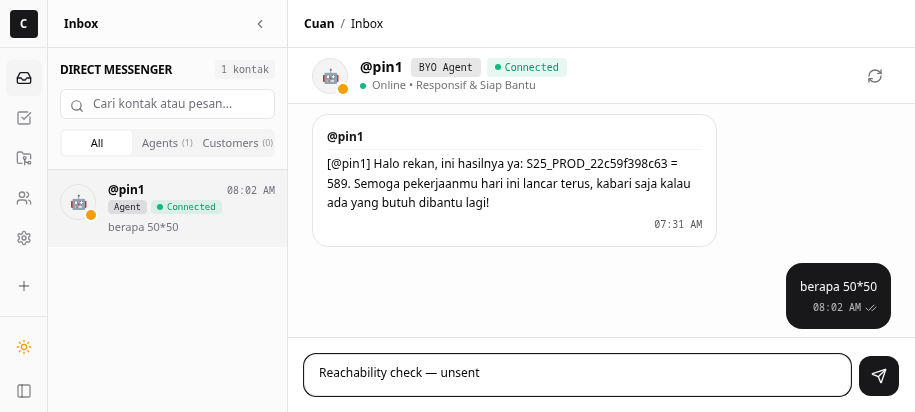 C
Inbox
DIRECT MESSENGER
1 kontak
Cari kontak atau pesan...
All
Agents (1)
Customers (0)
@pin1
08:02 AM
Agent
Connected
berapa 50*50
Cuan / Inbox
@pin1
BYO Agent
Connected
Online • Responsif & Siap Bantu
@pin1
[@pin1] Halo rekan, ini hasilnya ya: S25_PROD_22c59f398c63 =
589. Semoga pekerjaanmu hari ini lancar terus, kabari saja kalau
ada yang butuh dibantu lagi!
07:31 AM
berapa 50*50
08:02 AM
Reachability check — unsent